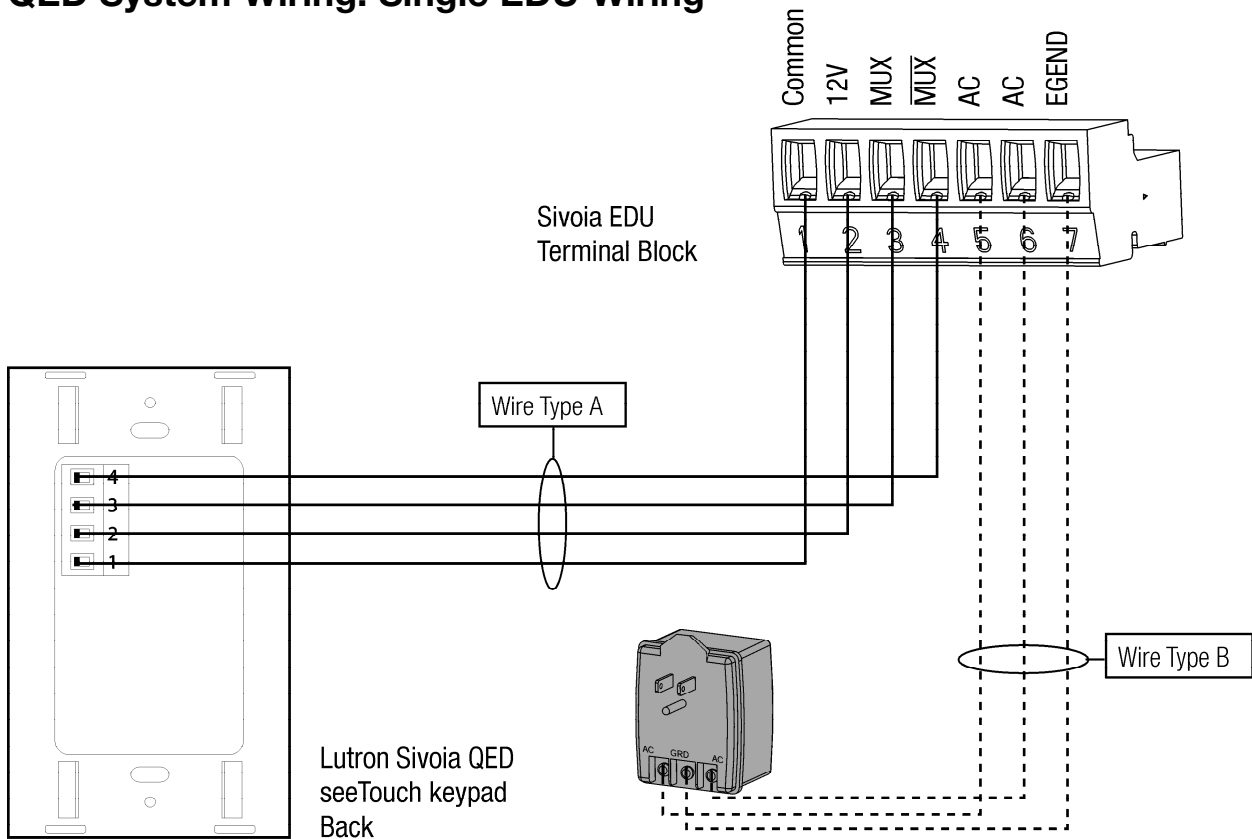 QED System Wiring: Single EDU Wiring
Common
12V
MUX
MUX
AC
AC
EGEND
Sivoia EDU
Terminal Block
1 2 3 4 5 6 7
Wire Type A
4
3
2
1
Wire Type B
AC GRD AC
Lutron Sivoia QED
seeTouch keypad
Back